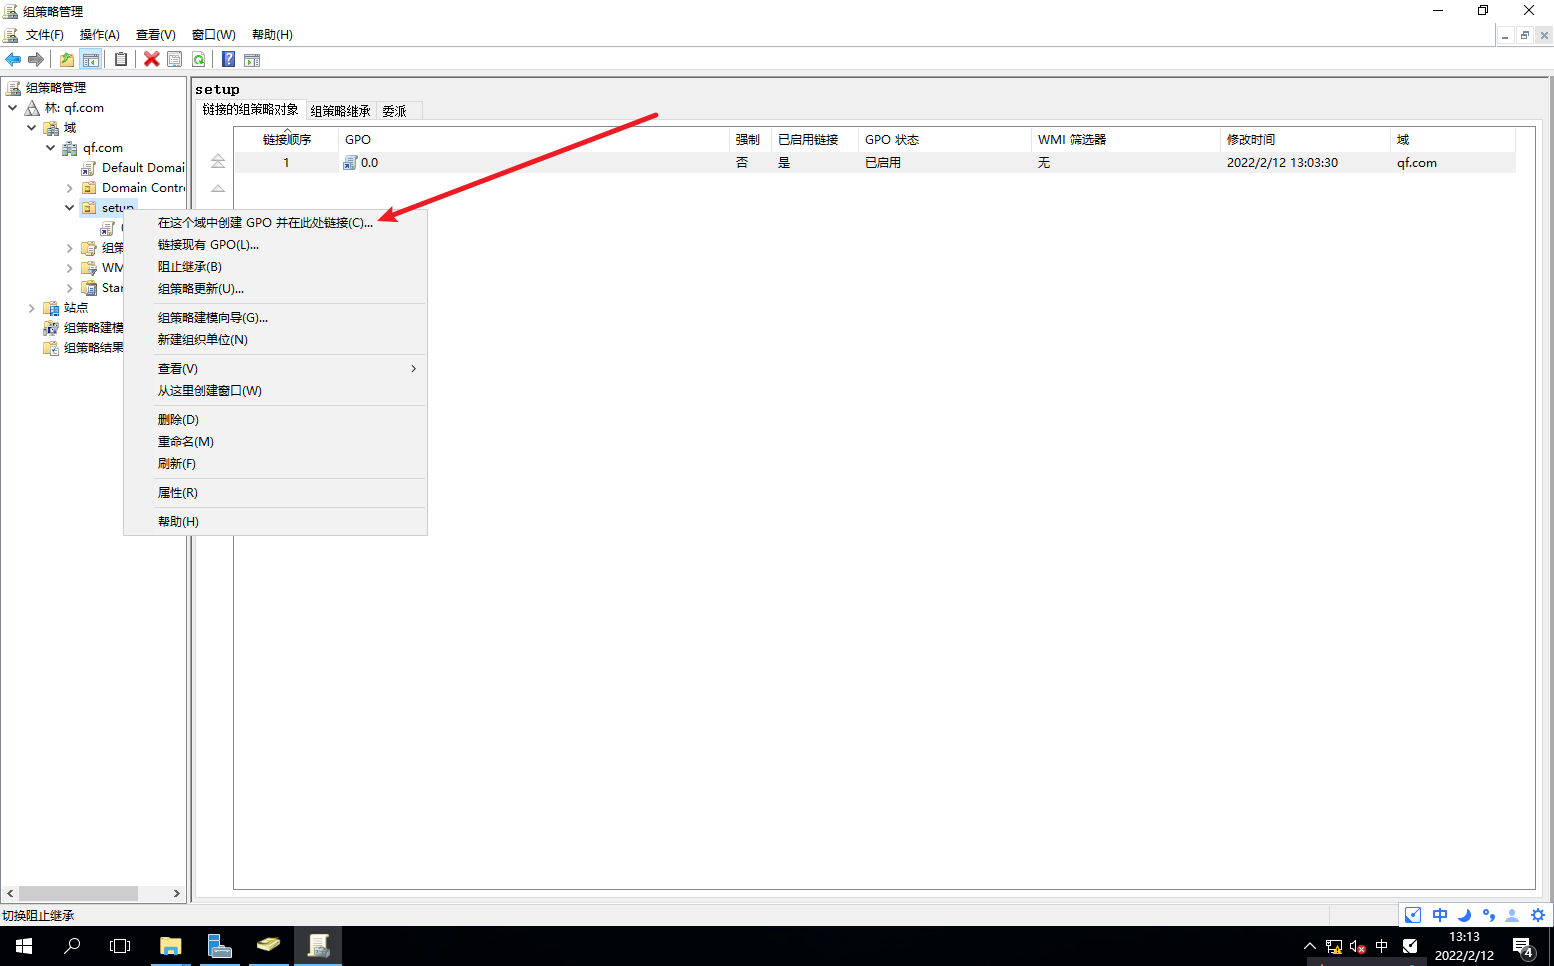 组策略管理
文件(F) 操作(A) 查看(V) 窗口(W) 帮助(H)
组策略管理
林: qf.com
域
qf.com
Default Domai
Domain Contr
setup
组策
WM
Star
站点
组策略建模
组策略结果
setup
链接的组策略对象 组策略继承 委派
链接顺序 GPO 强制 已启用链接 GPO 状态 WMI 筛选器 修改时间 域
1 0.0 否 是 已启用 无 2022/2/12 13:03:30 qf.com
在这个域中创建 GPO 并在此处链接(C)...
链接现有 GPO(L)...
阻止继承(B)
组策略更新(U)...
组策略建模向导(G)...
新建组织单位(N)
查看(V)
从这里创建窗口(W)
删除(D)
重命名(M)
刷新(F)
属性(R)
帮助(H)
切换阻止继承
中
中
13:13
2022/2/12
4